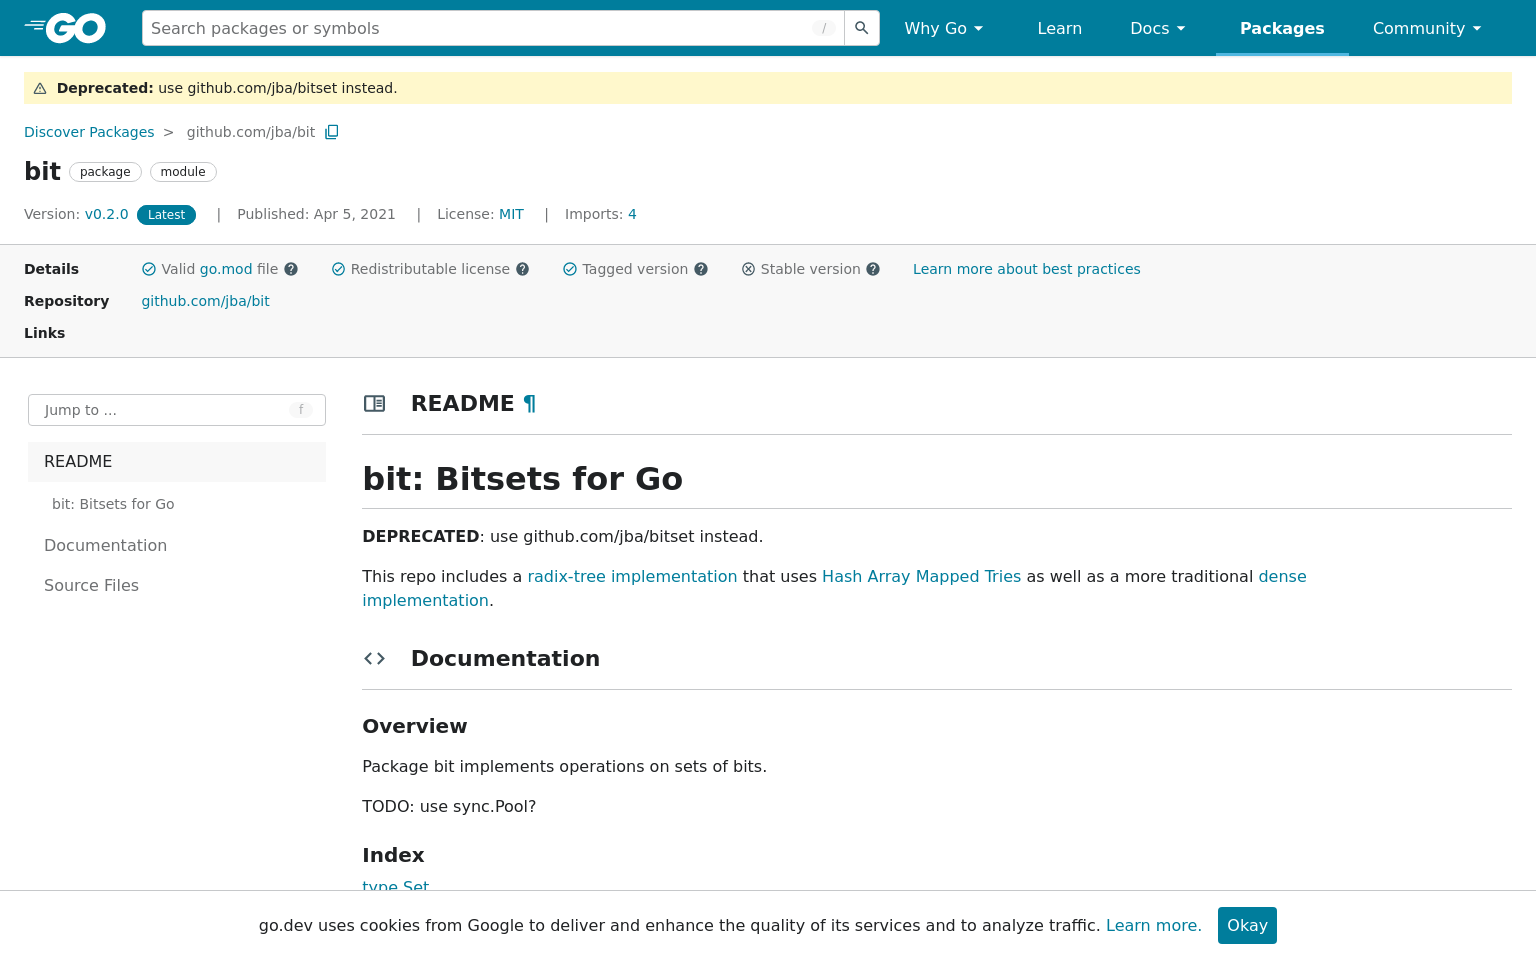 GO
Search packages or symbols
/
Why Go
Learn
Docs
Packages
Community
Deprecated: use github.com/jba/bitset instead.
Discover Packages > github.com/jba/bit
bit package module
Version: v0.2.0 Latest | Published: Apr 5, 2021 | License: MIT | Imports: 4
Details Valid go.mod file Redistributable license Tagged version Stable version Learn more about best practices
Repository github.com/jba/bit
Links
Jump to ... f
README
bit: Bitsets for Go
Documentation
Source Files
README ¶
bit: Bitsets for Go
DEPRECATED: use github.com/jba/bitset instead.
This repo includes a radix-tree implementation that uses Hash Array Mapped Tries as well as a more traditional dense
implementation.
Documentation
Overview
Package bit implements operations on sets of bits.
TODO: use sync.Pool?
Index
type Set
go.dev uses cookies from Google to deliver and enhance the quality of its services and to analyze traffic. Learn more. Okay